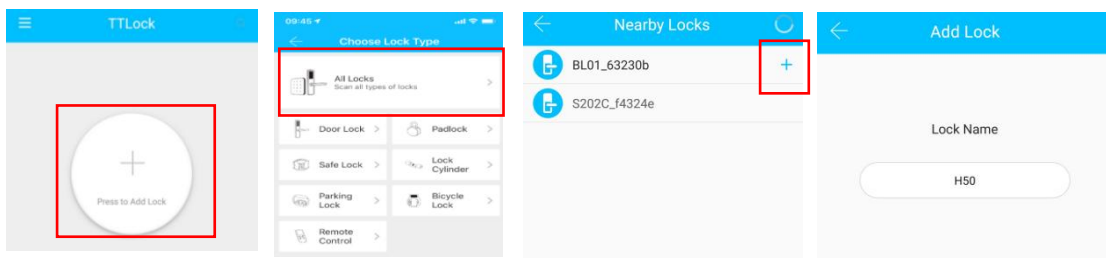 TTLock
Press to Add Lock
09:45
Choose Lock Type
All Locks
Scan all types of locks
Door Lock
Padlock
Safe Lock
Lock
Cylinder
Parking
Lock
Bicycle
Lock
Remote
Control
Nearby Locks
BL01_63230b
S202C_f4324e
Add Lock
Lock Name
H50